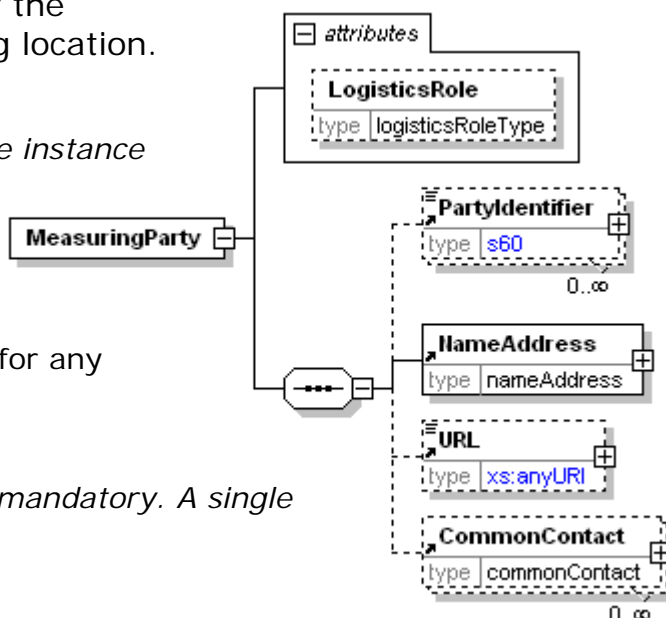 the
g location.
e instance
for any
mandatory. A single
attributes
LogisticsRole
type logisticsRoleType
MeasuringParty
PartyIdentifier
type s60
0..∞
NameAddress
type nameAddress
URL
type xs:anyURI
CommonContact
type commonContact
0..∞